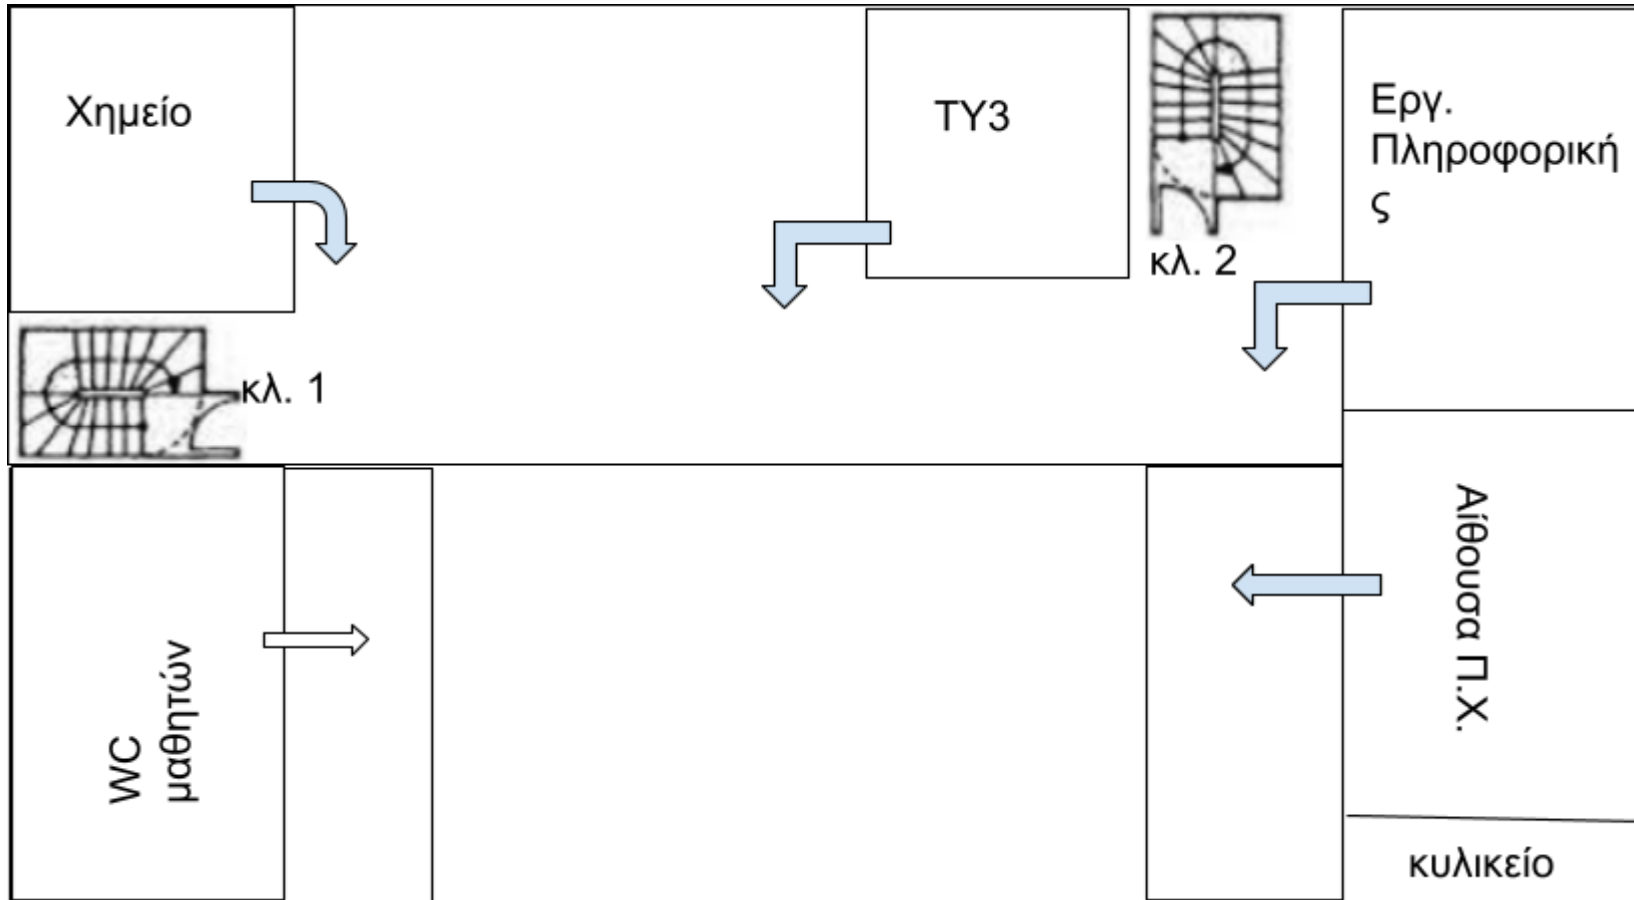 Χημείο
ΤΥ3
Εργ.
Πληροφορική
ς
κλ. 2
κλ. 1
Αίθουσα Π.Χ.
WC
μαθητών
κυλικείο